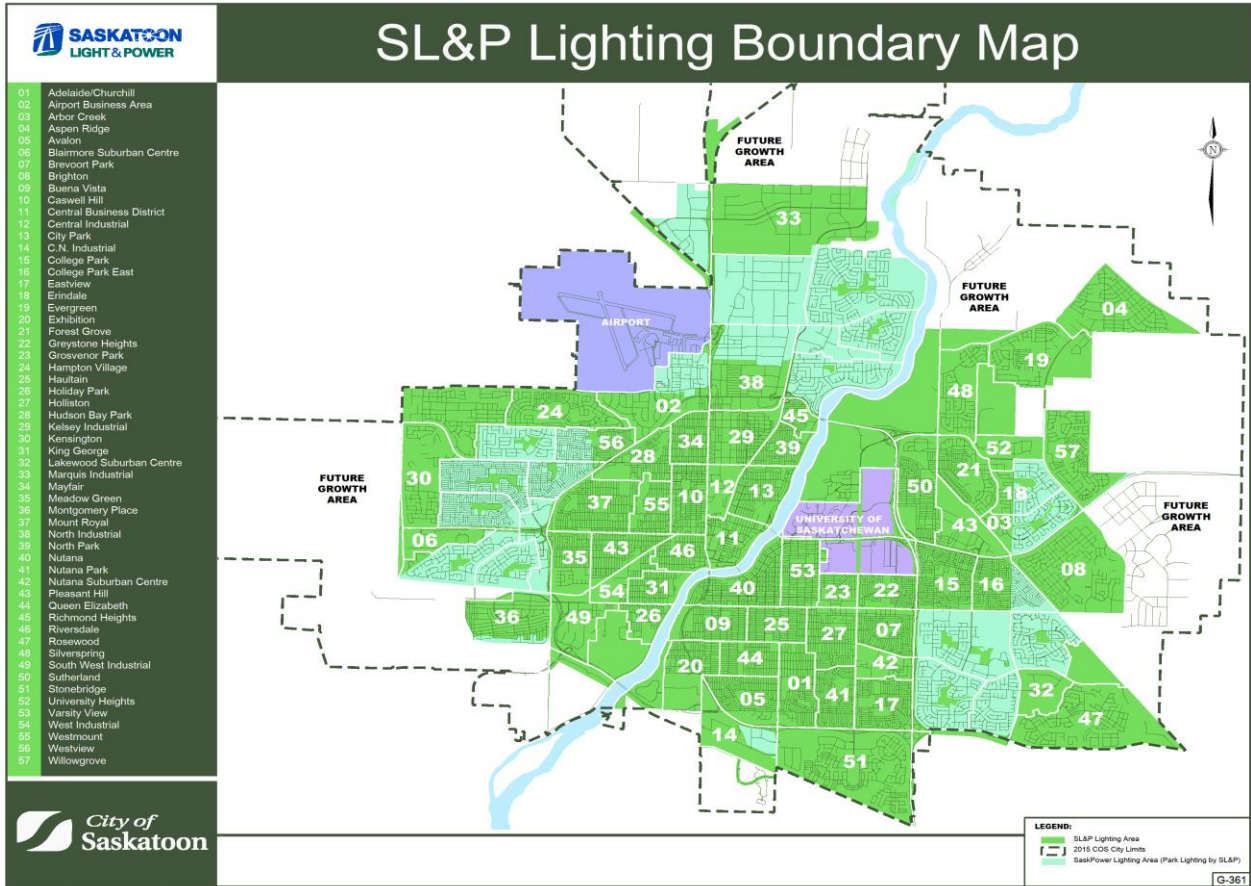 SASKATOON
LIGHT & POWER
SL&P Lighting Boundary Map
01 Adelaide/Churchill
02 Airport Business Area
03 Arbor Creek
04 Aspen Ridge
05 Avalon
06 Blairmore Suburban Centre
07 Brevoort Park
08 Brighton
09 Buena Vista
10 Caswell Hill
11 Central Business District
12 Central Industrial
13 City Park
14 C.N. Industrial
15 College Park
16 College Park East
17 Eastview
18 Erindale
19 Evergreen
20 Exhibition
21 Forest Grove
22 Greystone Heights
23 Grosvenor Park
24 Hampton Village
25 Haultain
26 Holiday Park
27 Holliston
28 Hudson Bay Park
29 Kelsey Industrial
30 Kensington
31 King George
32 Lakewood Suburban Centre
33 Marquis Industrial
34 Mayfair
35 Meadow Green
36 Montgomery Place
37 Mount Royal
38 North Industrial
39 North Park
40 Nutana
41 Nutana Park
42 Nutana Suburban Centre
43 Pleasant Hill
44 Queen Elizabeth
45 Richmond Heights
46 Riversdale
47 Rosewood
48 Silverspring
49 South West Industrial
50 Sutherland
51 Stonebridge
52 University Heights
53 Varsity View
54 West Industrial
55 Westmount
56 Westview
57 Willowgrove
City of
Saskatoon
FUTURE
GROWTH
AREA
N
33
FUTURE
GROWTH
AREA
04
AIRPORT
19
38
48
24
02
45
56
34
29
39
28
52
57
21
FUTURE
GROWTH
AREA
30
12
50
18
37
55
10
13
FUTURE
GROWTH
AREA
UNIVERSITY OF
SASKATCHEWAN
43
03
11
06
35
43
46
53
08
54
31
40
23
22
15
16
36
49
26
09
25
27
07
20
44
42
01
05
41
17
32
47
14
51
LEGEND:
SL&P Lighting Area
2015 COS City Limits
SaskPower Lighting Area (Park Lighting by SL&P)
G-361